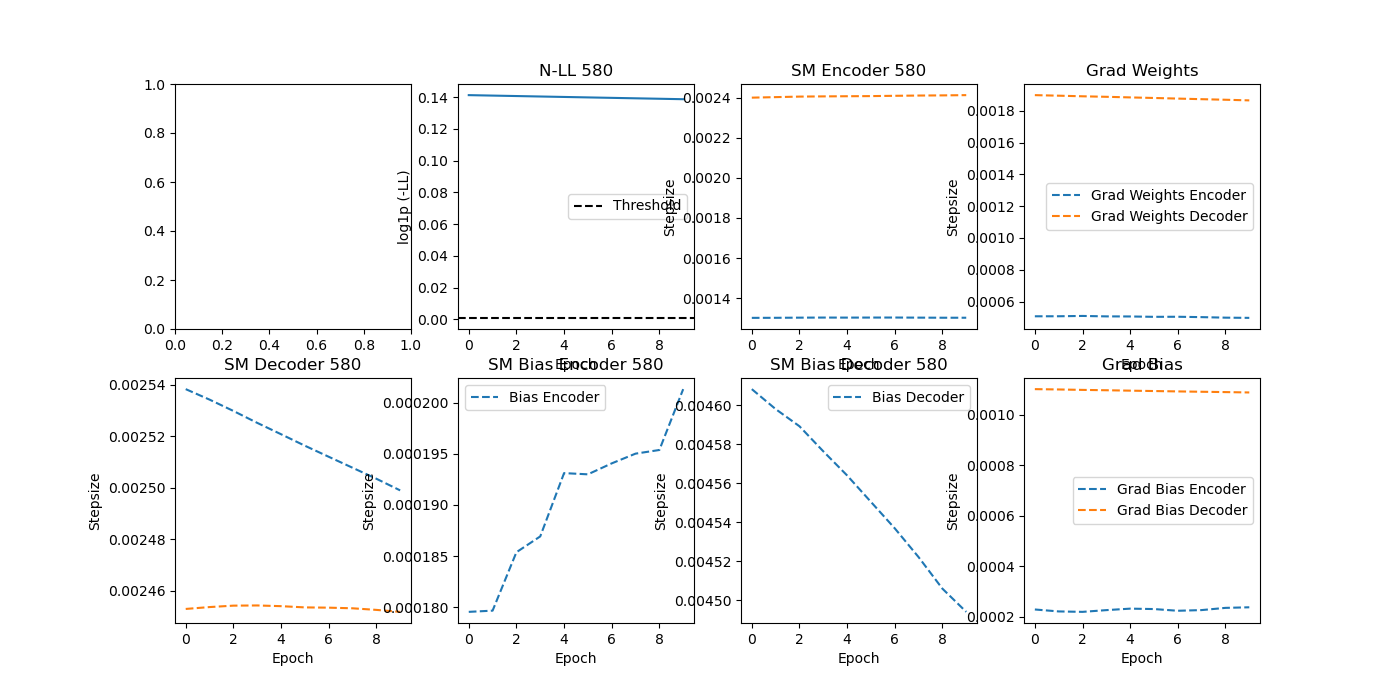 N-LL 580
SM Encoder 580
Grad Weights
1.0
0.8
0.6
0.4
0.2
0.0
0.0 0.2 0.4 0.6 0.8 1.0
log1p (-LL)
0.14
0.12
0.10
0.08
0.06
0.04
0.02
0.00
Threshold
0 2 4 6 8
Epoch
Stepsize
0.0024
0.0022
0.0020
0.0018
0.0016
0.0014
0 2 4 6 8
Epoch
Stepsize
0.0018
0.0016
0.0014
0.0012
0.0010
0.0008
0.0006
Grad Weights Encoder
Grad Weights Decoder
0 2 4 6 8
Epoch
SM Decoder 580
SM Bias Encoder 580
SM Bias Decoder 580
Grad Bias
Stepsize
0.00254
0.00252
0.00250
0.00248
0.00246
0 2 4 6 8
Epoch
Stepsize
0.000200
0.000195
0.000190
0.000185
0.000180
Bias Encoder
0 2 4 6 8
Epoch
Stepsize
0.00460
0.00458
0.00456
0.00454
0.00452
0.00450
Bias Decoder
0 2 4 6 8
Epoch
Stepsize
0.0010
0.0008
0.0006
0.0004
0.0002
Grad Bias Encoder
Grad Bias Decoder
0 2 4 6 8
Epoch